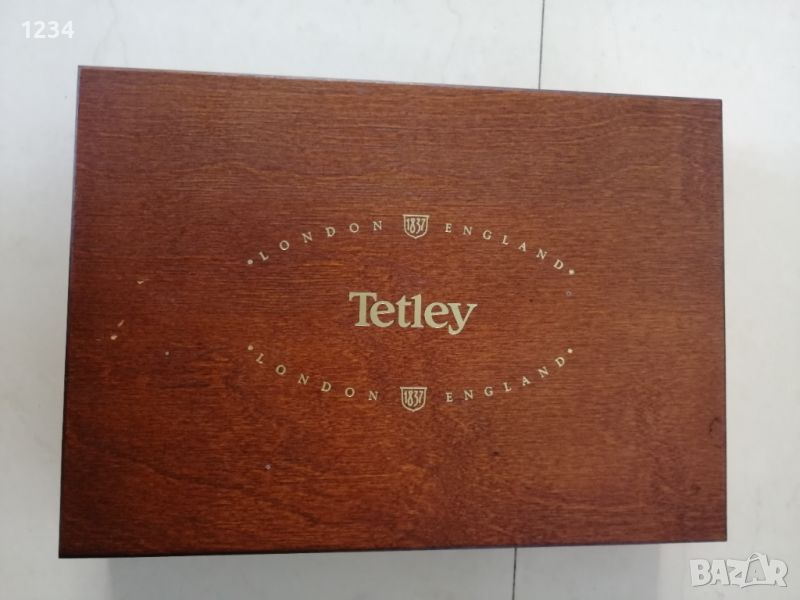 1234
LONDON 1837 ENGLAND
Tetley
LONDON 1837 ENGLAND
BAZAR